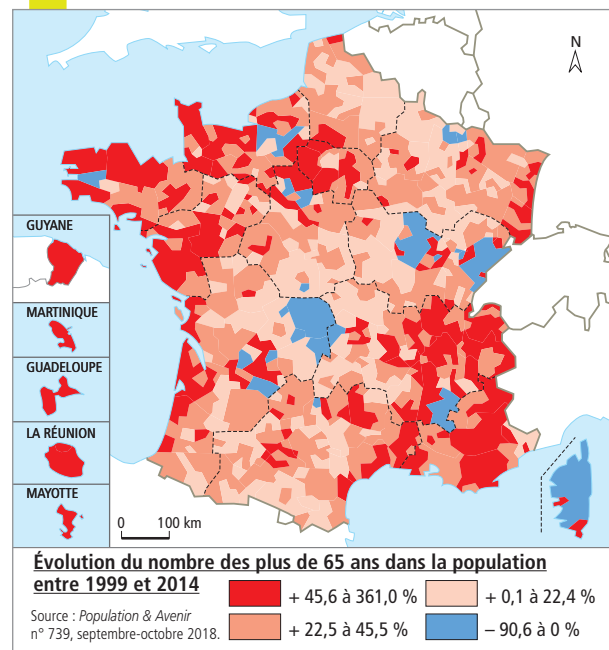 N
GUYANE
MARTINIQUE
GUADELOUPE
LA RÉUNION
MAYOTTE
0 100 km
Évolution du nombre des plus de 65 ans dans la population
entre 1999 et 2014
Source : Population & Avenir
n° 739, septembre-octobre 2018.
+ 45,6 à 361,0 %
+ 0,1 à 22,4 %
+ 22,5 à 45,5 %
– 90,6 à 0 %